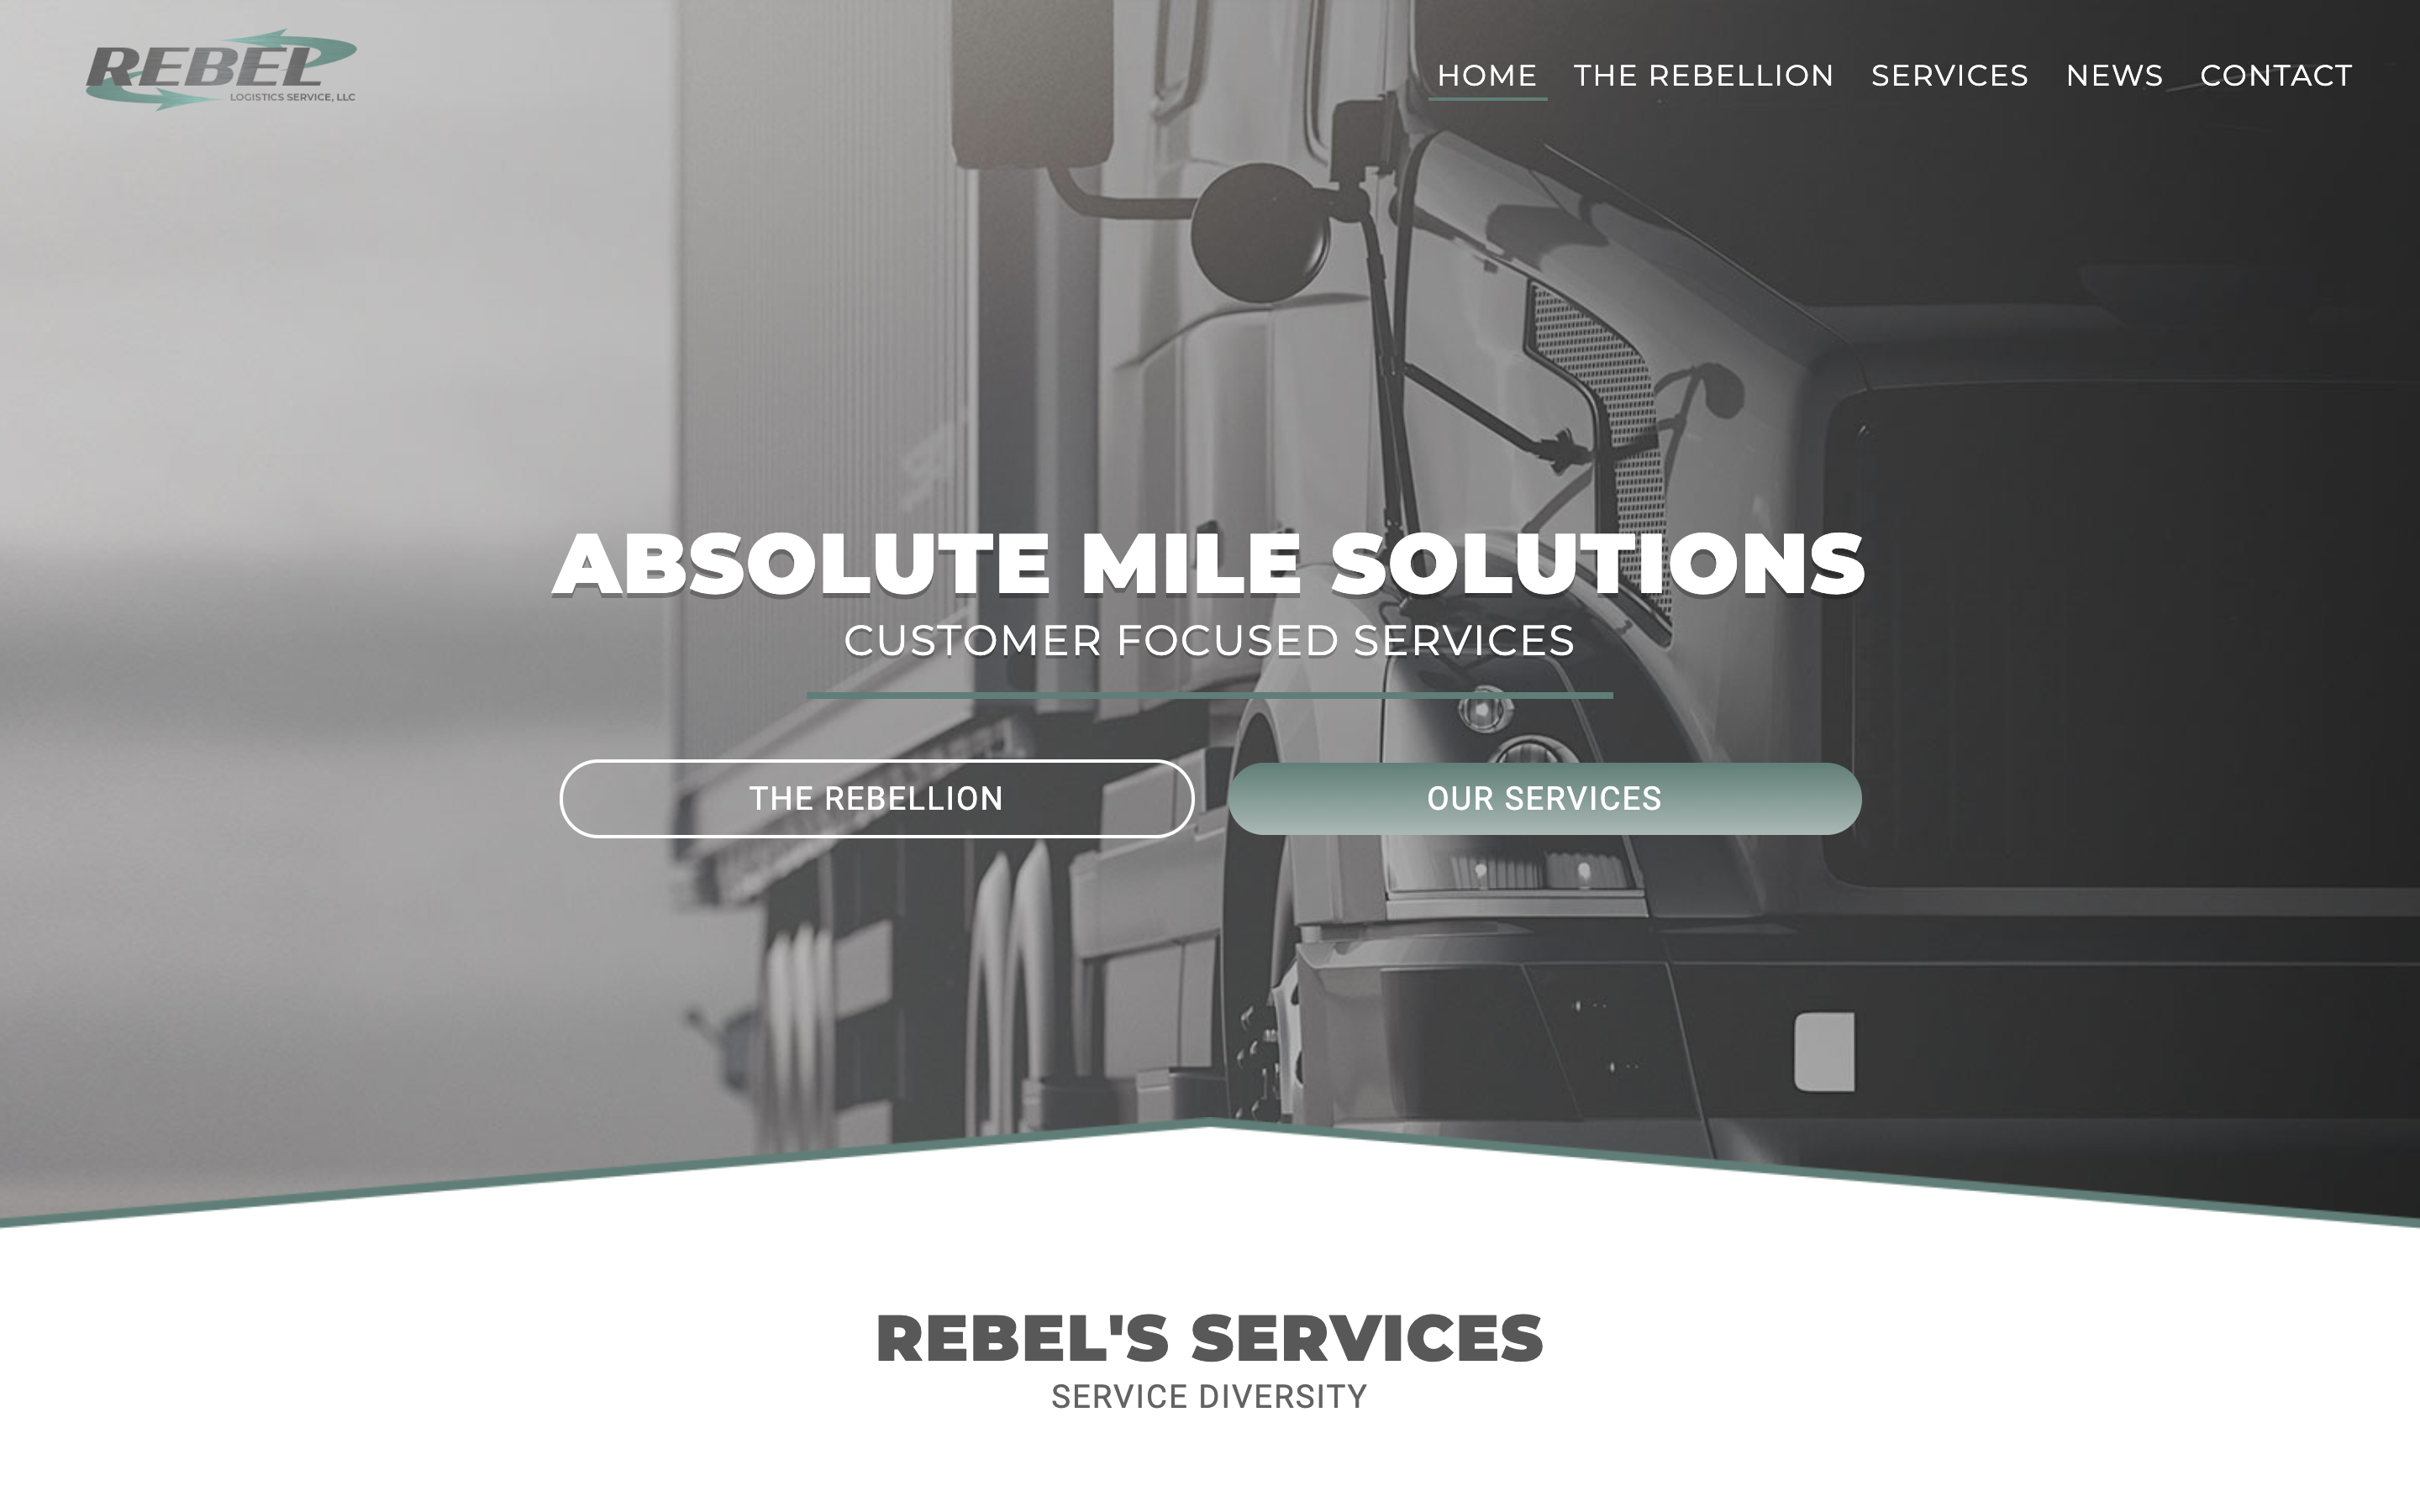 REBEL
LOGISTICS SERVICE, LLC
HOME THE REBELLION SERVICES NEWS CONTACT
ABSOLUTE MILE SOLUTIONS
CUSTOMER FOCUSED SERVICES
THE REBELLION OUR SERVICES
REBEL'S SERVICES
SERVICE DIVERSITY